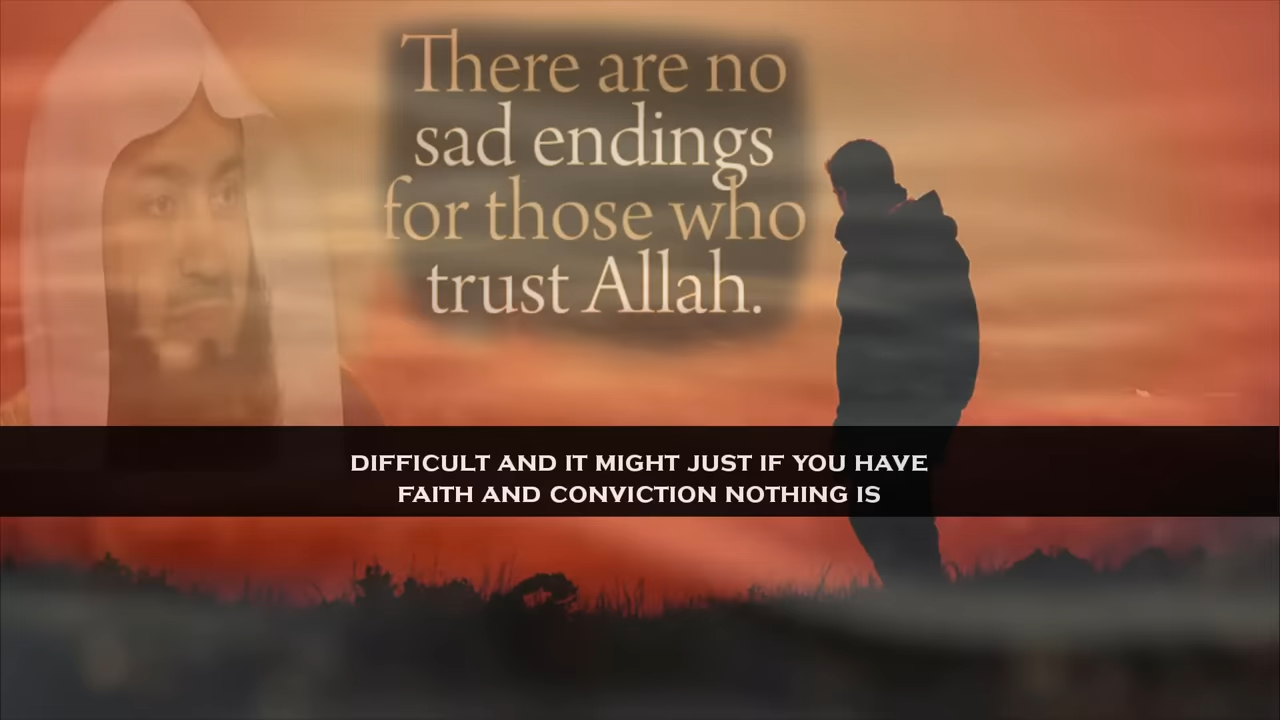 There are no
sad endings
for those who
trust Allah.
DIFFICULT AND IT MIGHT JUST IF YOU HAVE
FAITH AND CONVICTION NOTHING IS